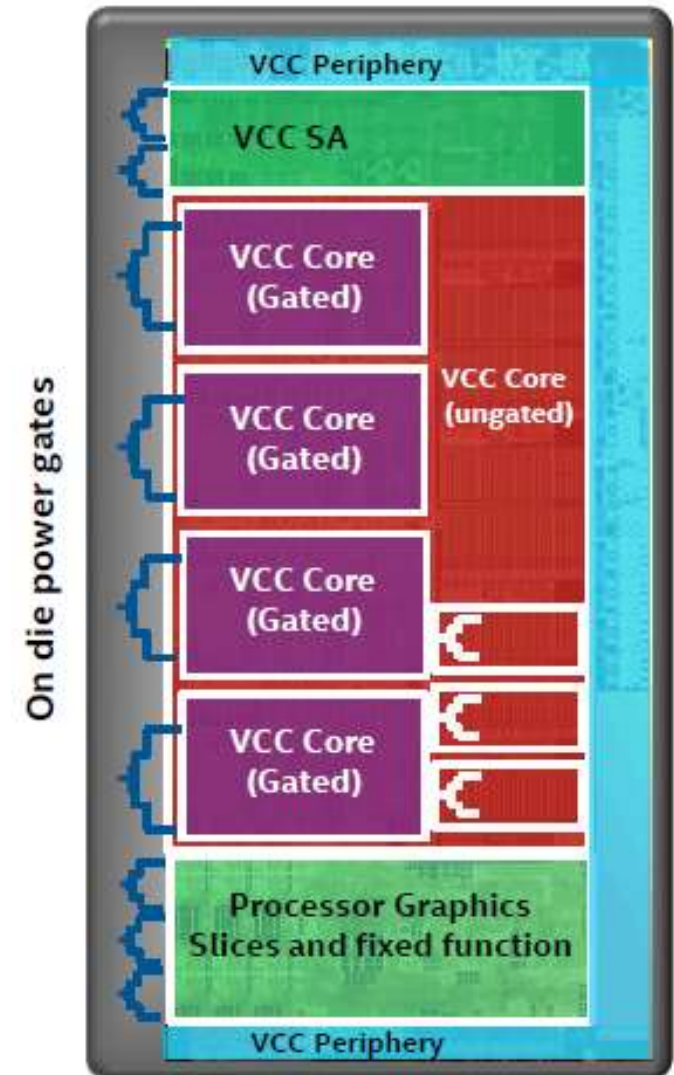 VCC Periphery
VCC SA
VCC Core
(Gated)
VCC Core
(ungated)
VCC Core
(Gated)
VCC Core
(Gated)
VCC Core
(Gated)
Processor Graphics
Slices and fixed function
VCC Periphery
On die power gates